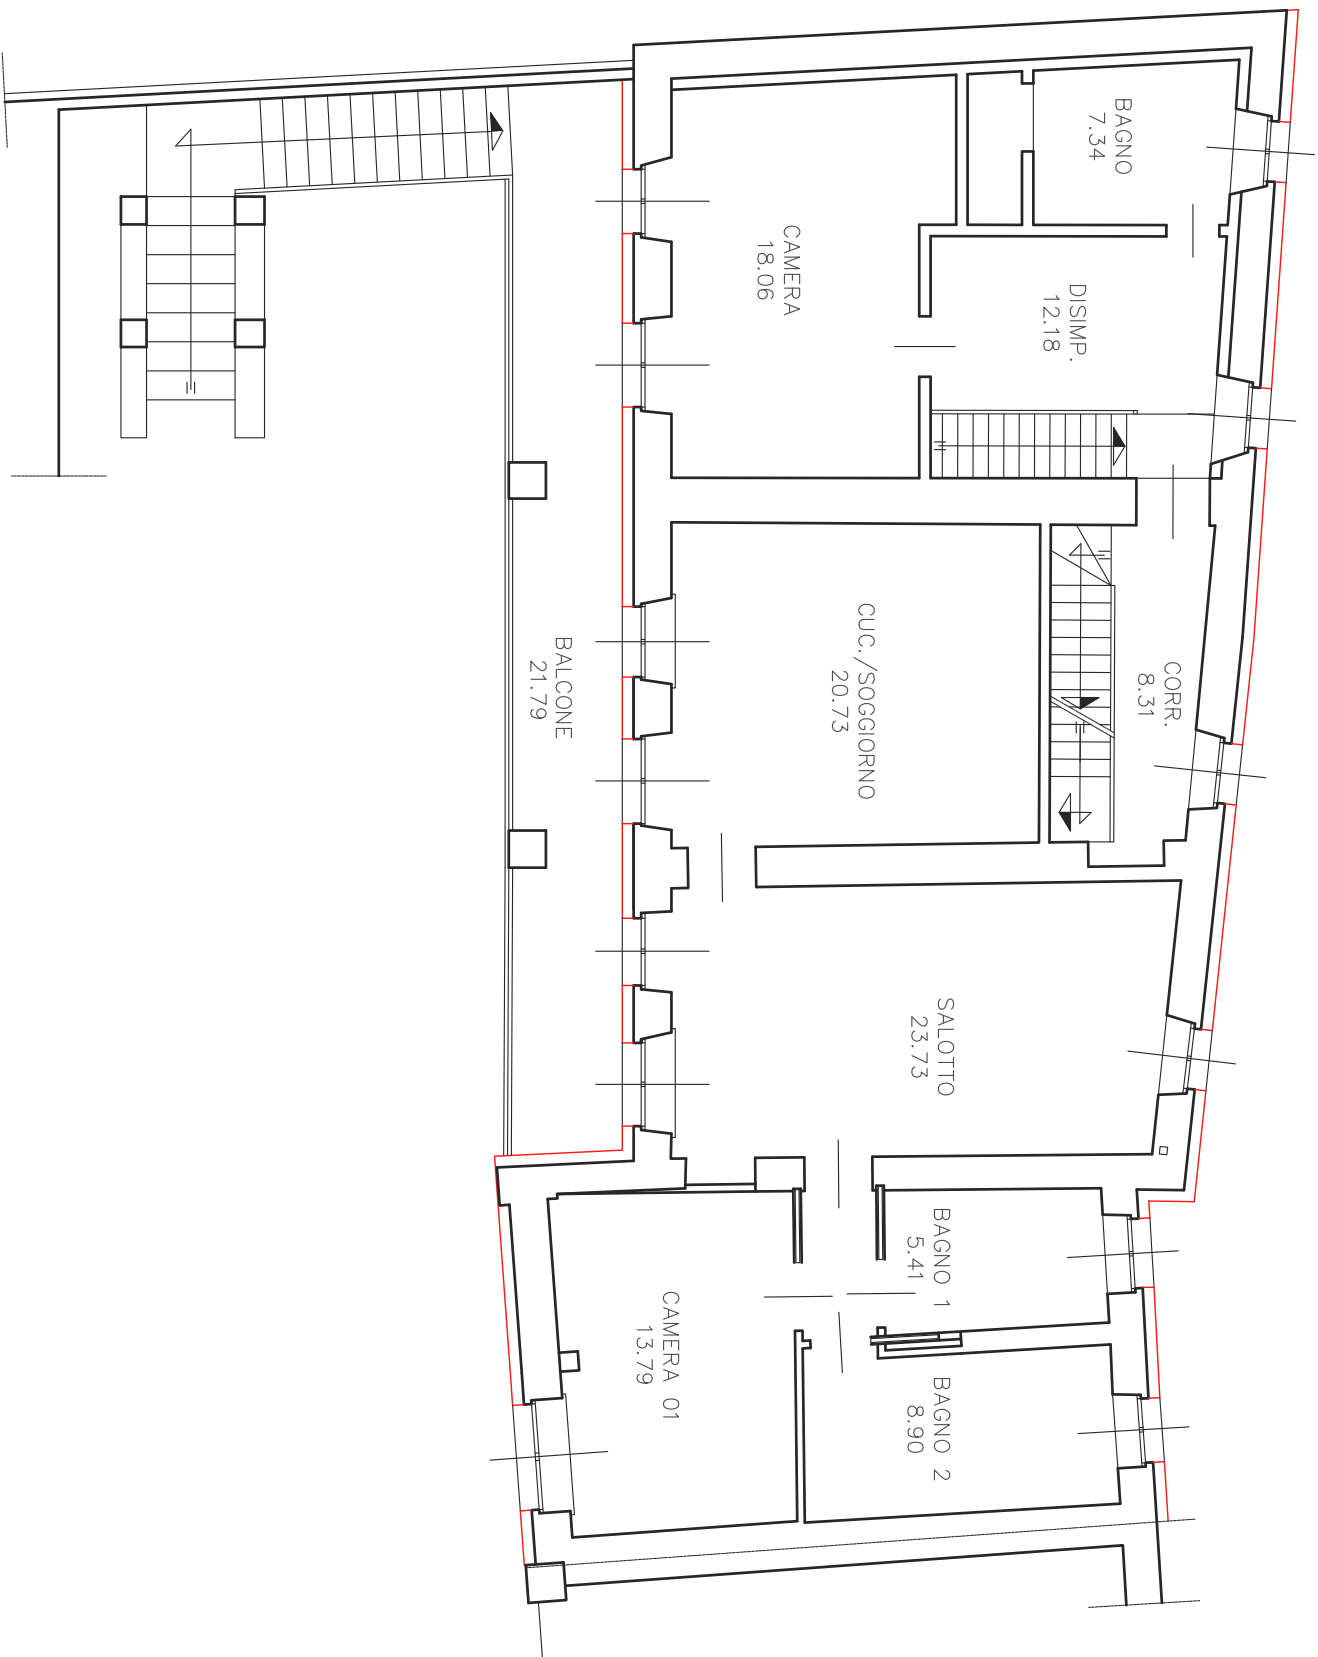 BAGNO
7.34
CAMERA
18.06
DISIMP.
12.18
CUC./SOGGIORNO
20.73
CORR.
8.31
BALCONE
21.79
SALOTTO
23.73
BAGNO 1
5.41
CAMERA 01
13.79
BAGNO 2
8.90